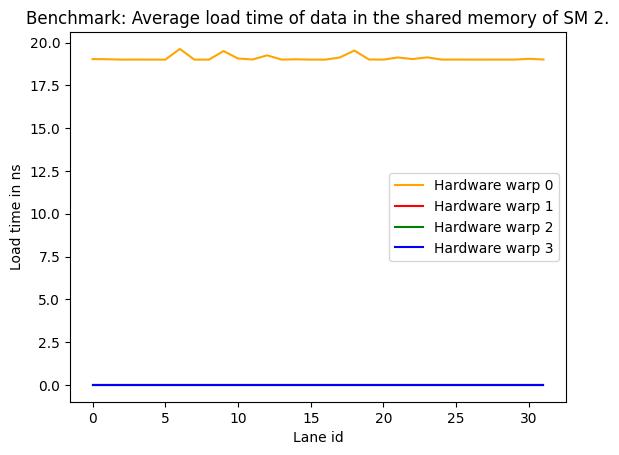 Benchmark: Average load time of data in the shared memory of SM 2.
Load time in ns
20.0
17.5
15.0
12.5
10.0
7.5
5.0
2.5
0.0
Hardware warp 0
Hardware warp 1
Hardware warp 2
Hardware warp 3
0 5 10 15 20 25 30
Lane id